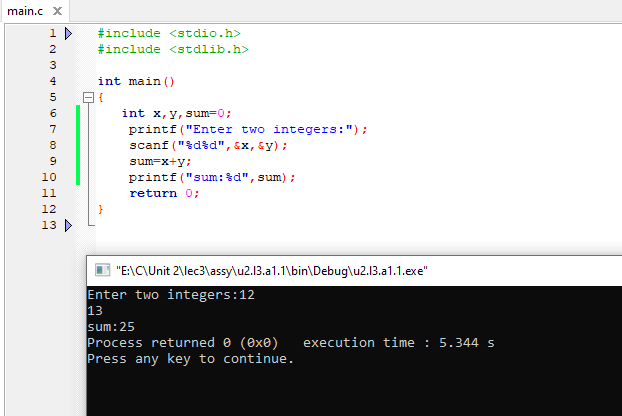 main.c X
1 #include <stdio.h>
2 #include <stdlib.h>
3
4 int main()
5 {
6 int x,y,sum=0;
7 printf("Enter two integers:");
8 scanf("%d%d",&x,&y);
9 sum=x+y;
10 printf("sum:%d",sum);
11 return 0;
12 }
13
"E:\C\Unit 2\lec3\assy\u2.l3.a1.1\bin\Debug\u2.l3.a1.1.exe"
Enter two integers:12
13
sum:25
Process returned 0 (0x0)   execution time : 5.344 s
Press any key to continue.